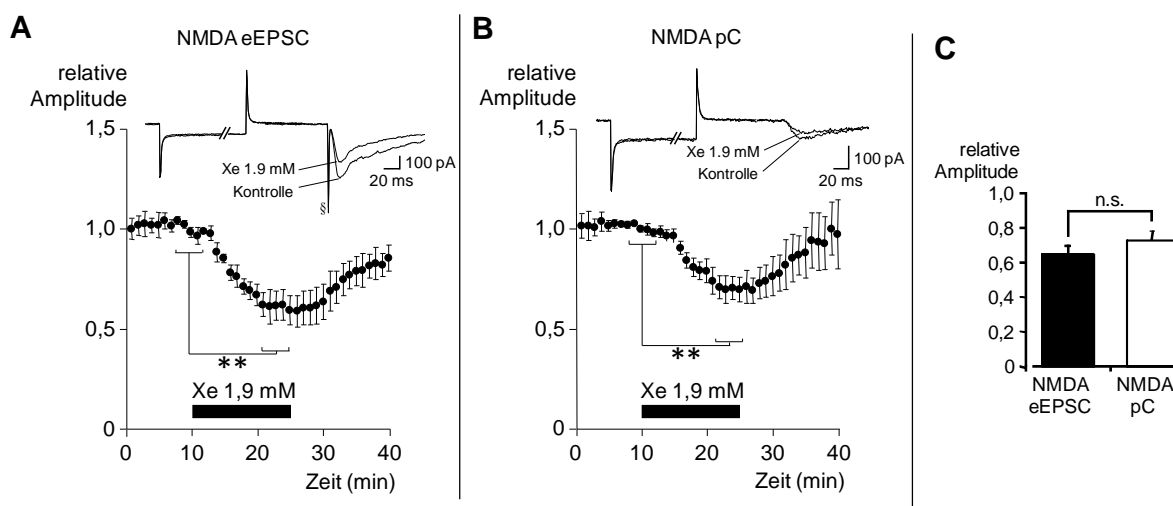 A
NMDA eEPSC
relative
Amplitude
1,5
1,0
0,5
0
Xe 1.9 mM
Kontrolle
100 pA
20 ms
§
**
Xe 1,9 mM
0 10 20 30 40
Zeit (min)
B
NMDA pC
relative
Amplitude
1,5
1,0
0,5
0
Xe 1.9 mM
Kontrolle
100 pA
20 ms
**
Xe 1,9 mM
0 10 20 30 40
Zeit (min)
C
relative
Amplitude
1,0
0,8
0,6
0,4
0,2
0
n.s.
NMDA NMDA
eEPSC pC